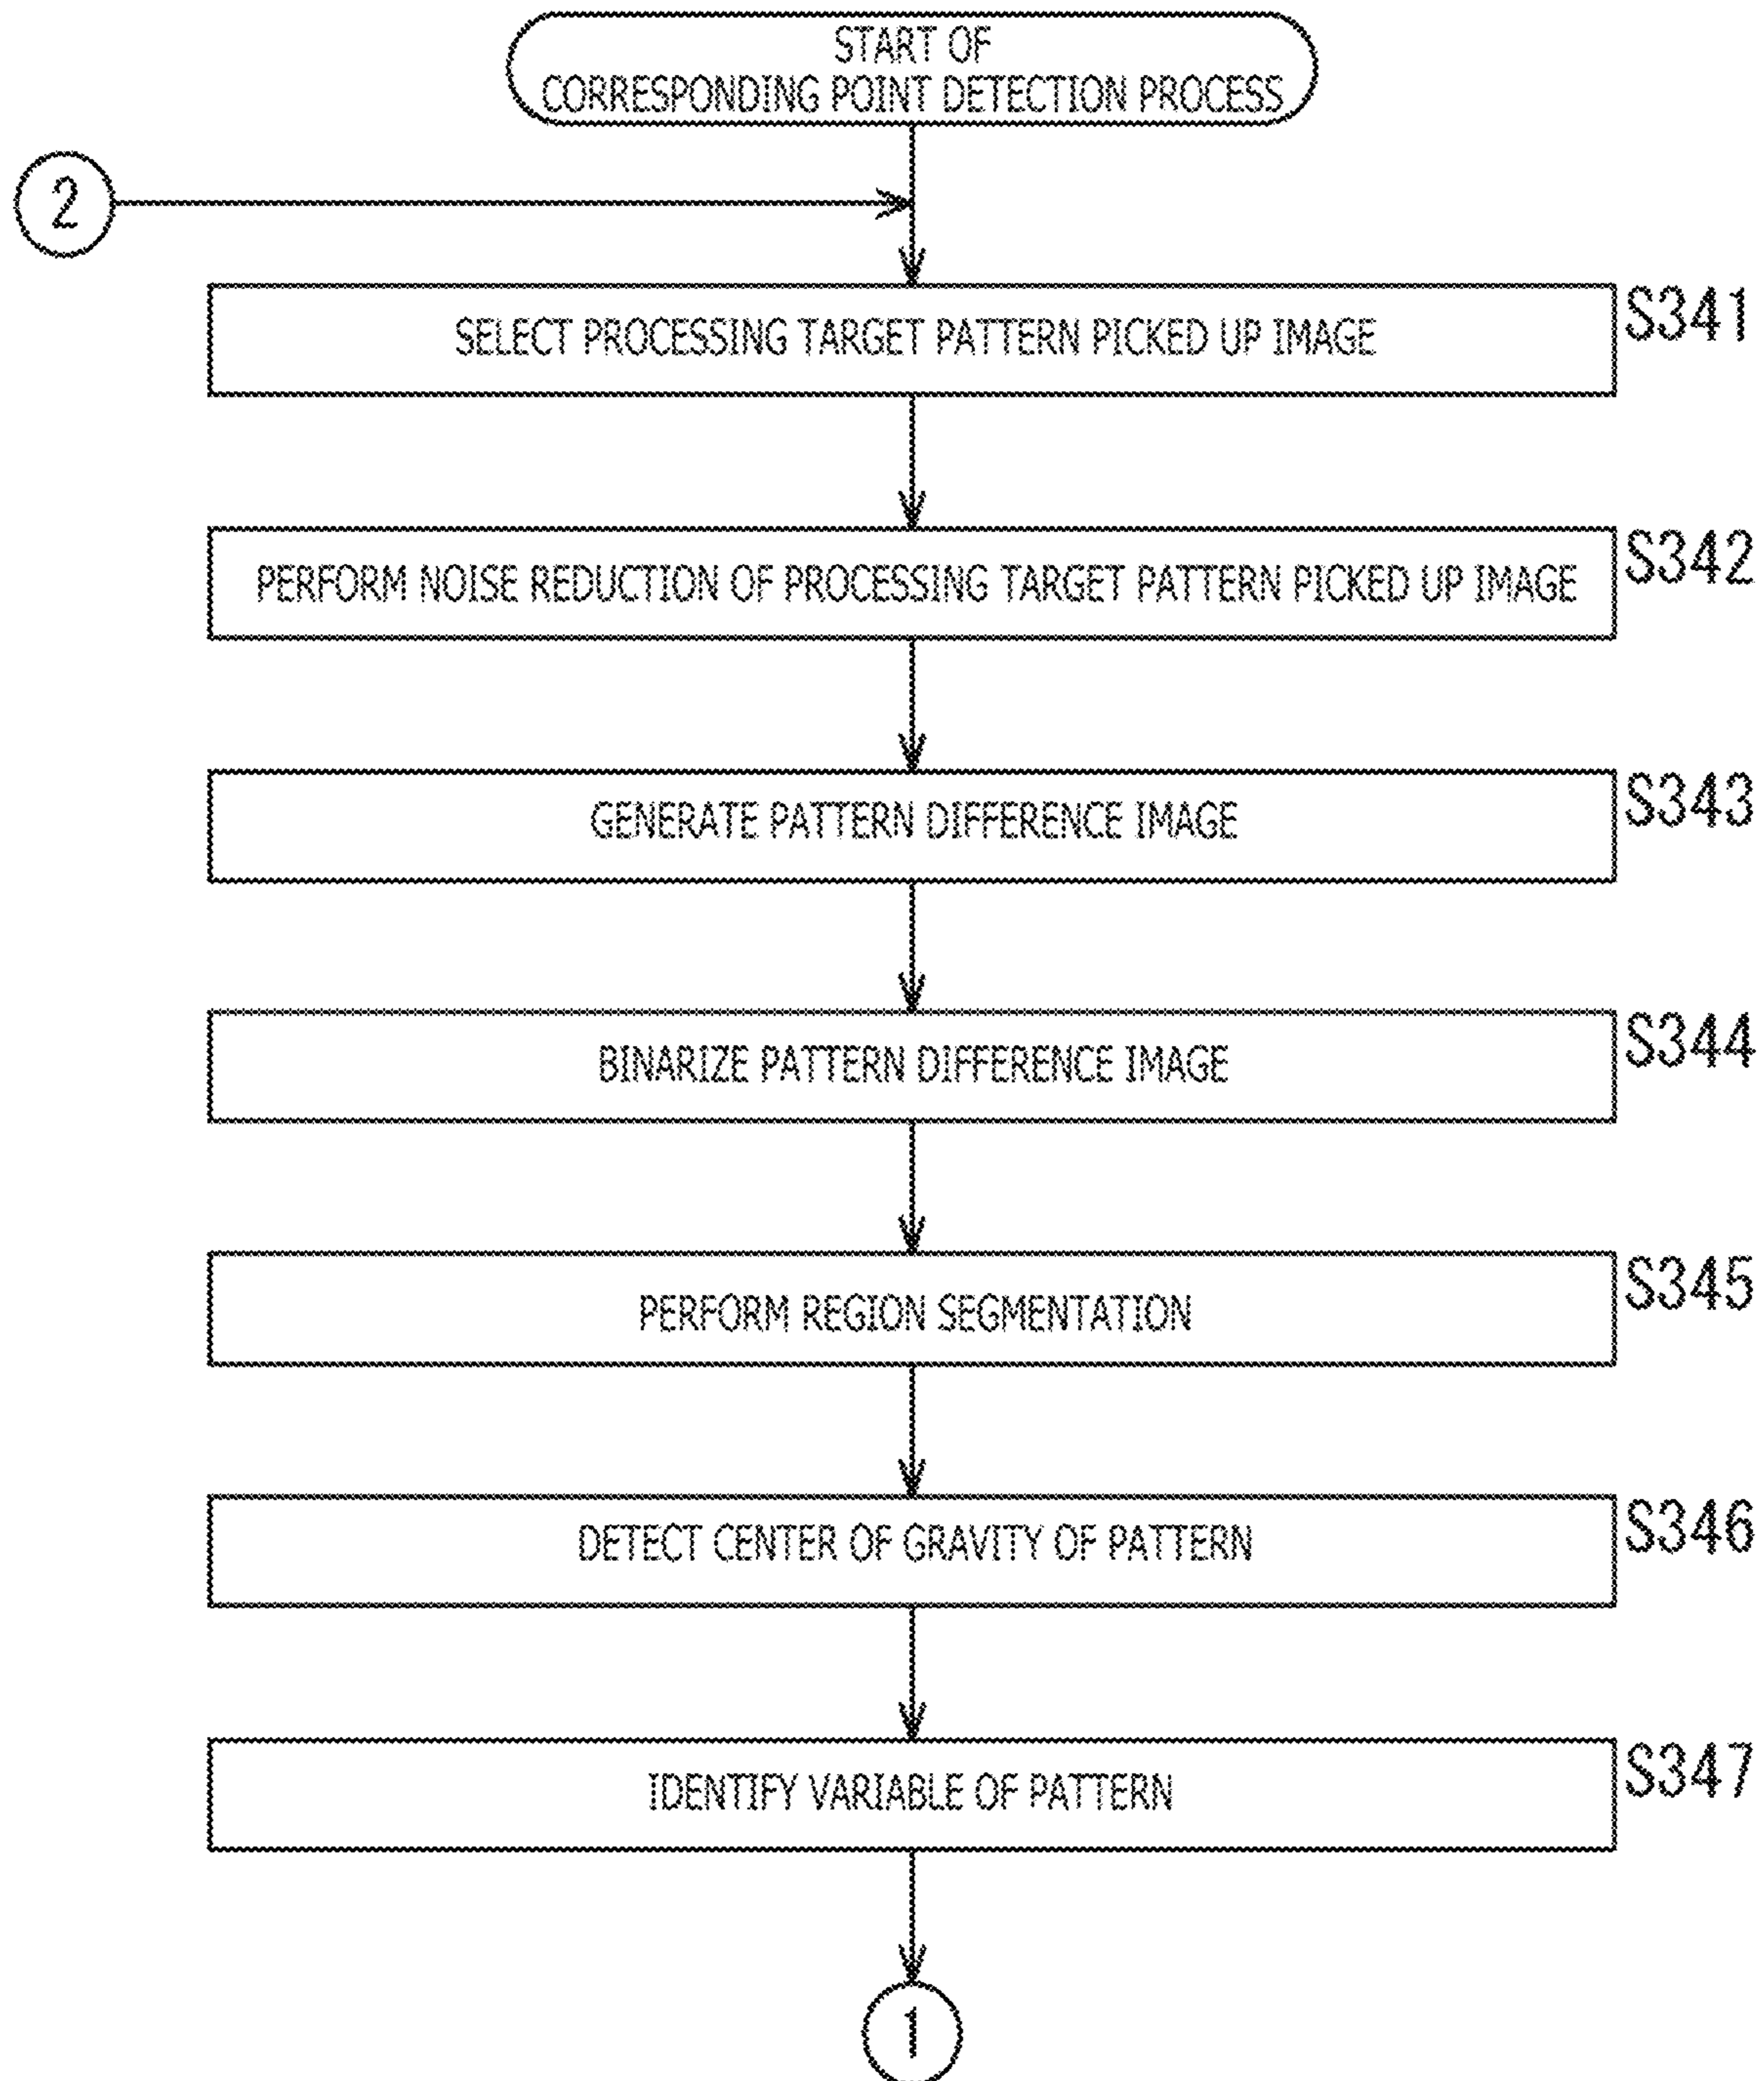 START OF
CORRESPONDING POINT DETECTION PROCESS
2
SELECT PROCESSING TARGET PATTERN PICKED UP IMAGE
S341
PERFORM NOISE REDUCTION OF PROCESSING TARGET PATTERN PICKED UP IMAGE
S342
GENERATE PATTERN DIFFERENCE IMAGE
S343
BINARIZE PATTERN DIFFERENCE IMAGE
S344
PERFORM REGION SEGMENTATION
S345
DETECT CENTER OF GRAVITY OF PATTERN
S346
IDENTIFY VARIABLE OF PATTERN
S347
1